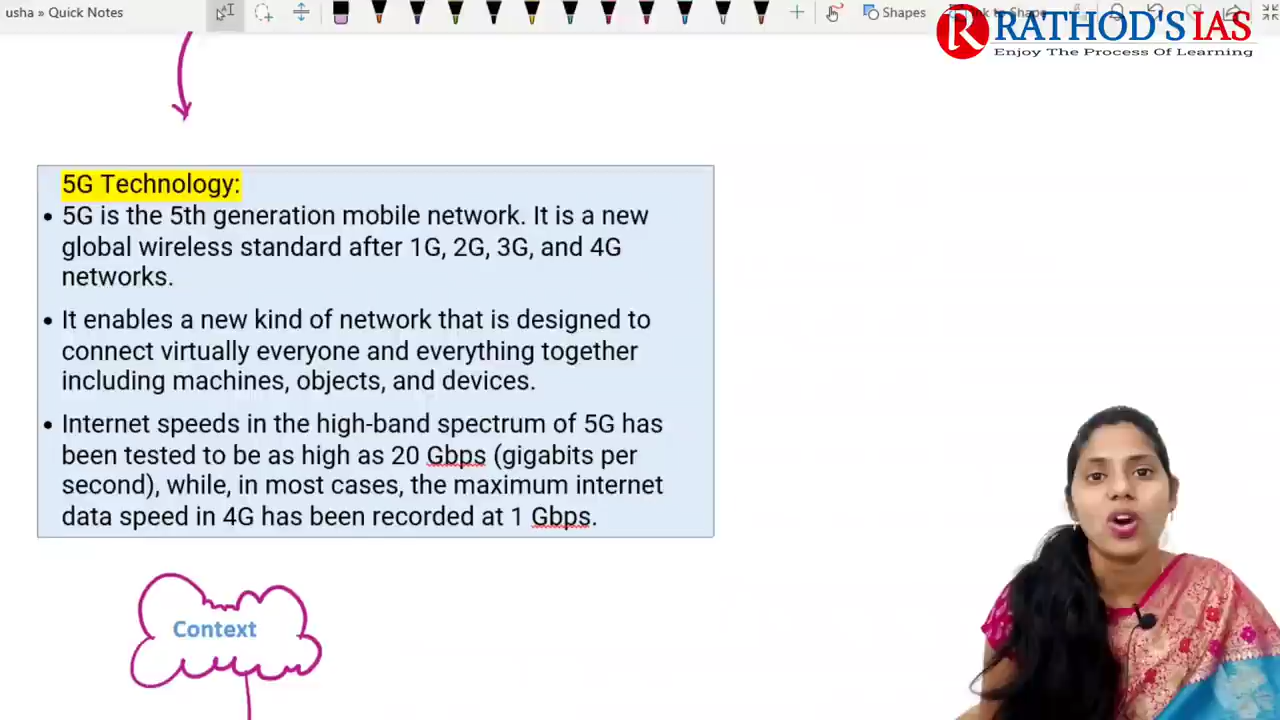 usha » Quick Notes
Shapes
to Shape
RATHOD'S IAS
Enjoy The Process Of Learning
5G Technology:
• 5G is the 5th generation mobile network. It is a new
global wireless standard after 1G, 2G, 3G, and 4G
networks.
• It enables a new kind of network that is designed to
connect virtually everyone and everything together
including machines, objects, and devices.
• Internet speeds in the high-band spectrum of 5G has
been tested to be as high as 20 Gbps (gigabits per
second), while, in most cases, the maximum internet
data speed in 4G has been recorded at 1 Gbps.
Context